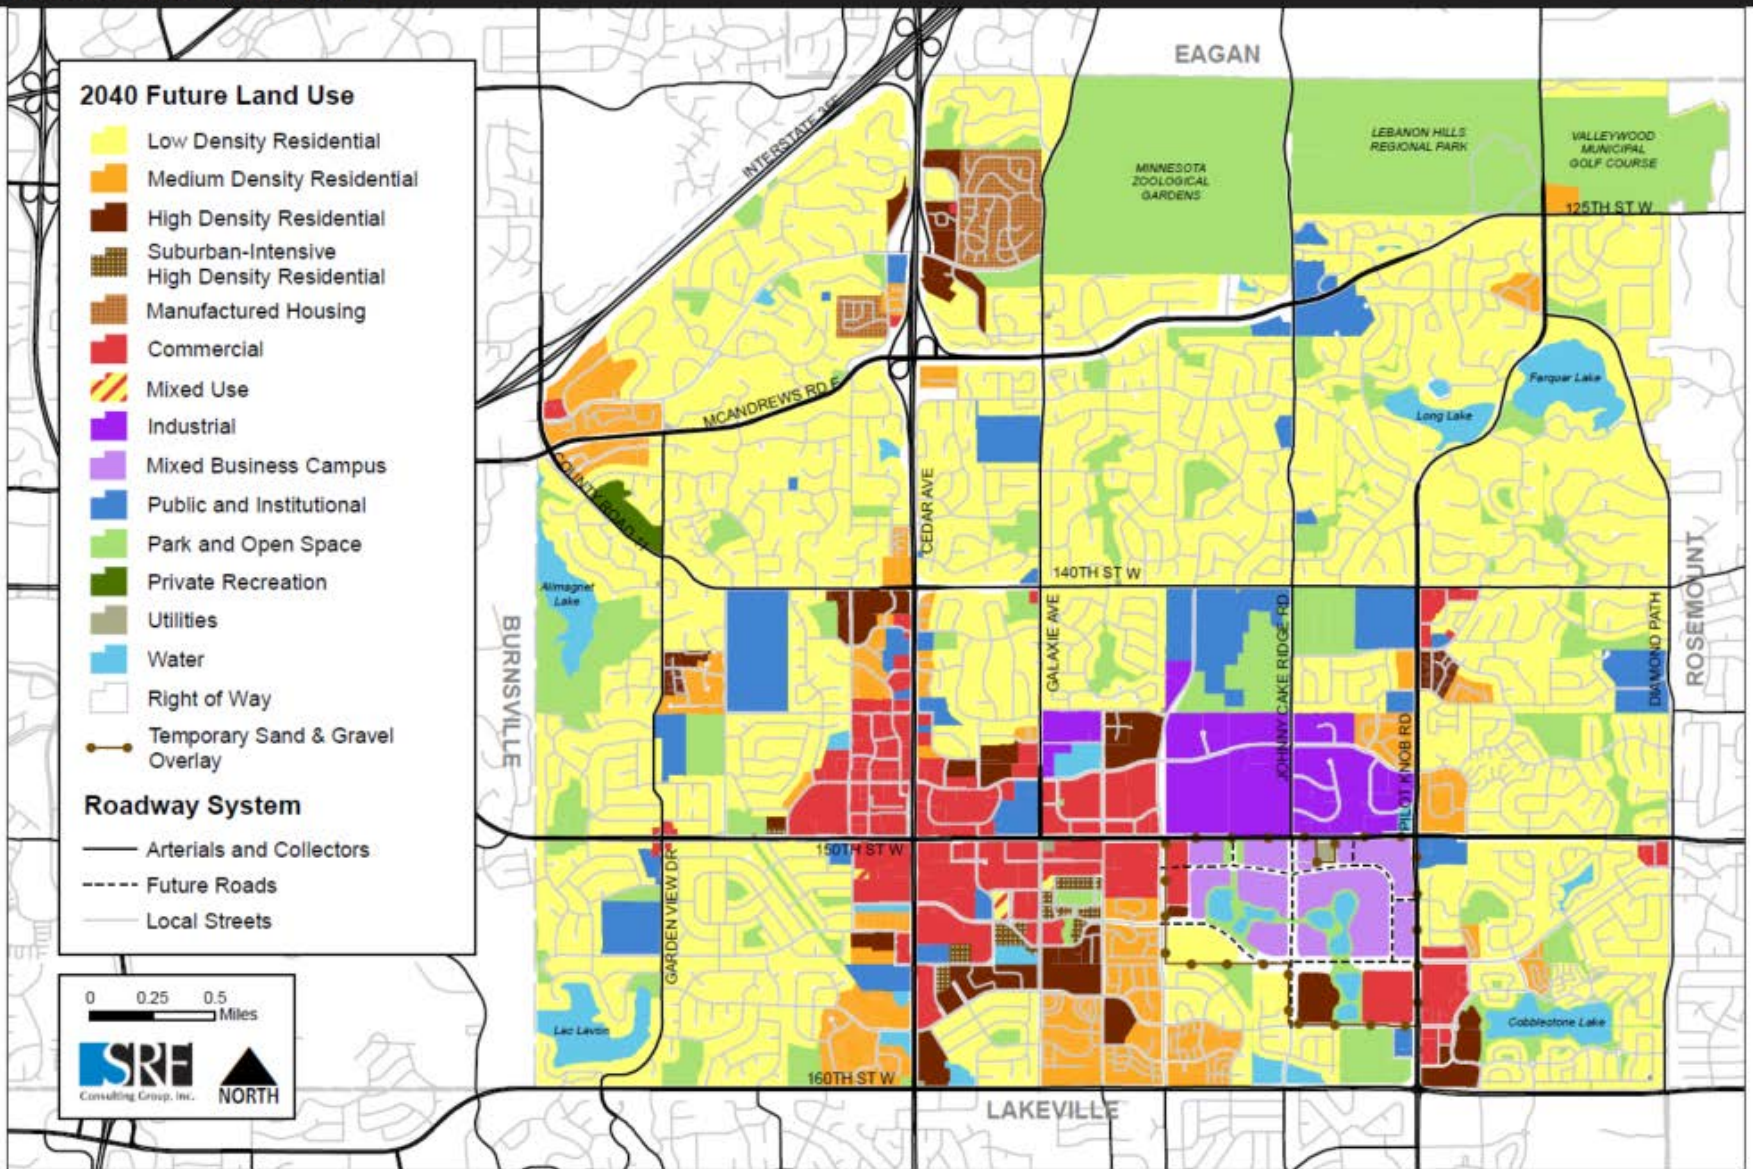 2040 Future Land Use
Low Density Residential
Medium Density Residential
High Density Residential
Suburban-Intensive
High Density Residential
Manufactured Housing
Commercial
Mixed Use
Industrial
Mixed Business Campus
Public and Institutional
Park and Open Space
Private Recreation
Utilities
Water
Right of Way
Temporary Sand & Gravel
Overlay
Roadway System
Arterials and Collectors
Future Roads
Local Streets
0 0.25 0.5
Miles
SRF
Consulting Group, Inc.
NORTH
EAGAN
INTERSTATE
MINNESOTA
ZOOLOGICAL
GARDENS
LEBANON HILLS
REGIONAL PARK
VALLEYWOOD
MUNICIPAL
GOLF COURSE
125TH ST W
MCANDREWS RD E
Farquar Lake
Long Lake
COUNTY ROAD 11
CEDAR AVE
140TH ST W
Alimagnet
Lake
BURNSVILLE
GALAXIE AVE
JOHNNY CAKE RIDGE RD
PILOT KNOB RD
DIAMOND PATH
ROSEMOUNT
150TH ST W
GARDEN VIEW DR
Lac Lavon
Cobblestone Lake
160TH ST W
LAKEVILLE